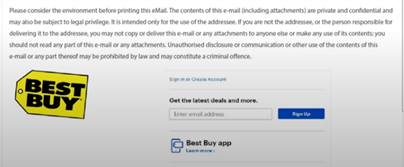 Please consider the environment before printing this eMail. The contents of this e-mail (including attachments) are private and confidential and
may also be subject to legal privilege. It is intended only for the use of the addressee. If you are not the addressee, or the person responsible for
delivering it to the addressee, you may not copy or deliver this e-mail or any attachments to anyone else or make any use of its contents; you
should not read any part of this e-mail or any attachments. Unauthorised disclosure or communication or other use of the contents of this
e-mail or any part thereof may be prohibited by law and may constitute a criminal offence.
Sign in or Create Account
BEST
BUY
Get the latest deals and more.
Enter email address
Sign Up
Best Buy app
Learn more ›